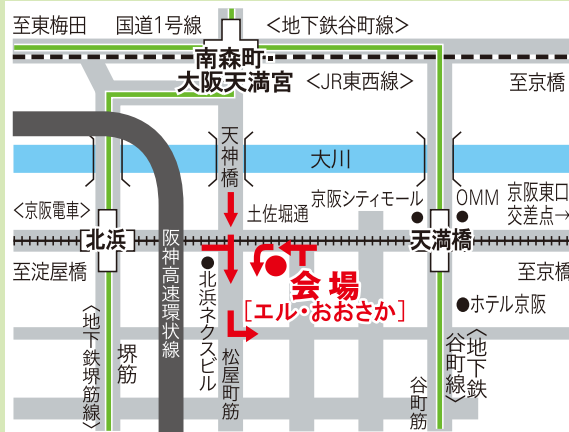 至東梅田
国道1号線
<地下鉄谷町線>
南森町・
大阪天満宮
<JR東西線>
至京橋
天神橋
大川
<京阪電車>
土佐堀通
京阪シティモール
OMM
京阪東口
交差点→
北浜
天満橋
至淀屋橋
阪神高速環状線
北浜ネクスビル
会場
[エル・おおさか]
至京橋
ホテル京阪
<地下鉄堺筋線>
堺筋
松屋町筋
谷町筋
<地下鉄
谷町線>